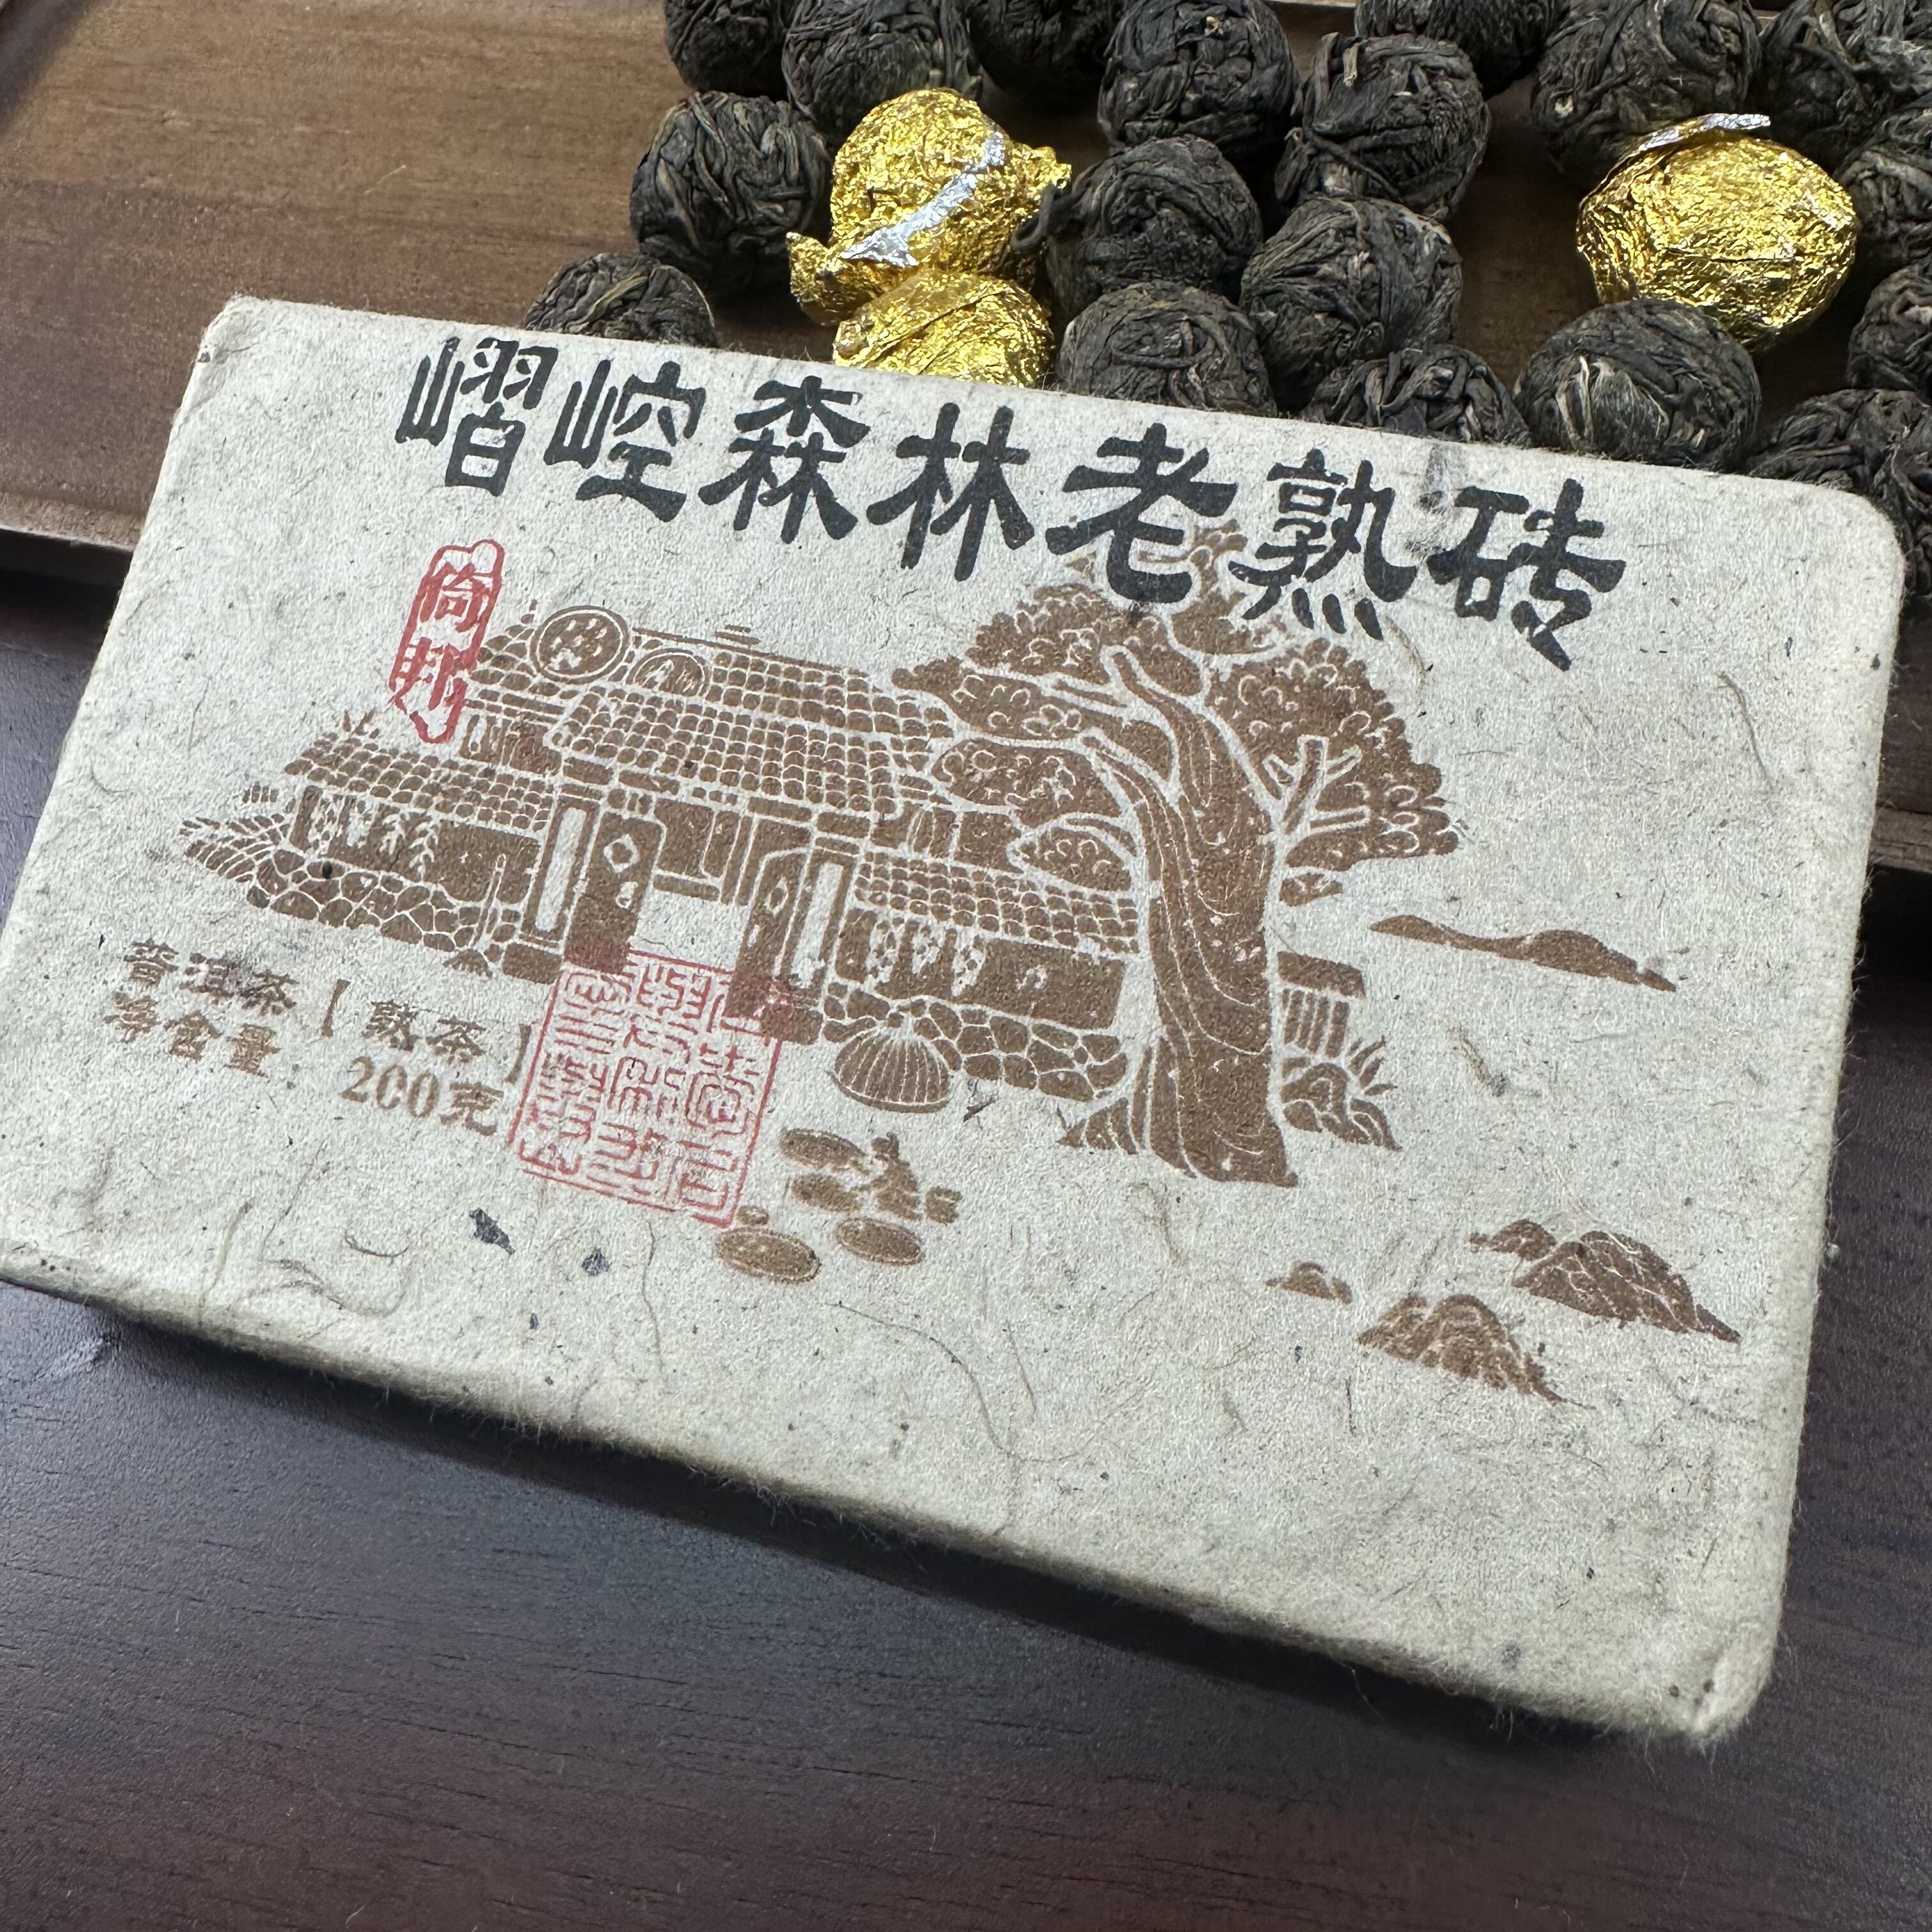 嶍崆森林老熟砖
倚邦
普洱茶【熟茶】
净含量：200克